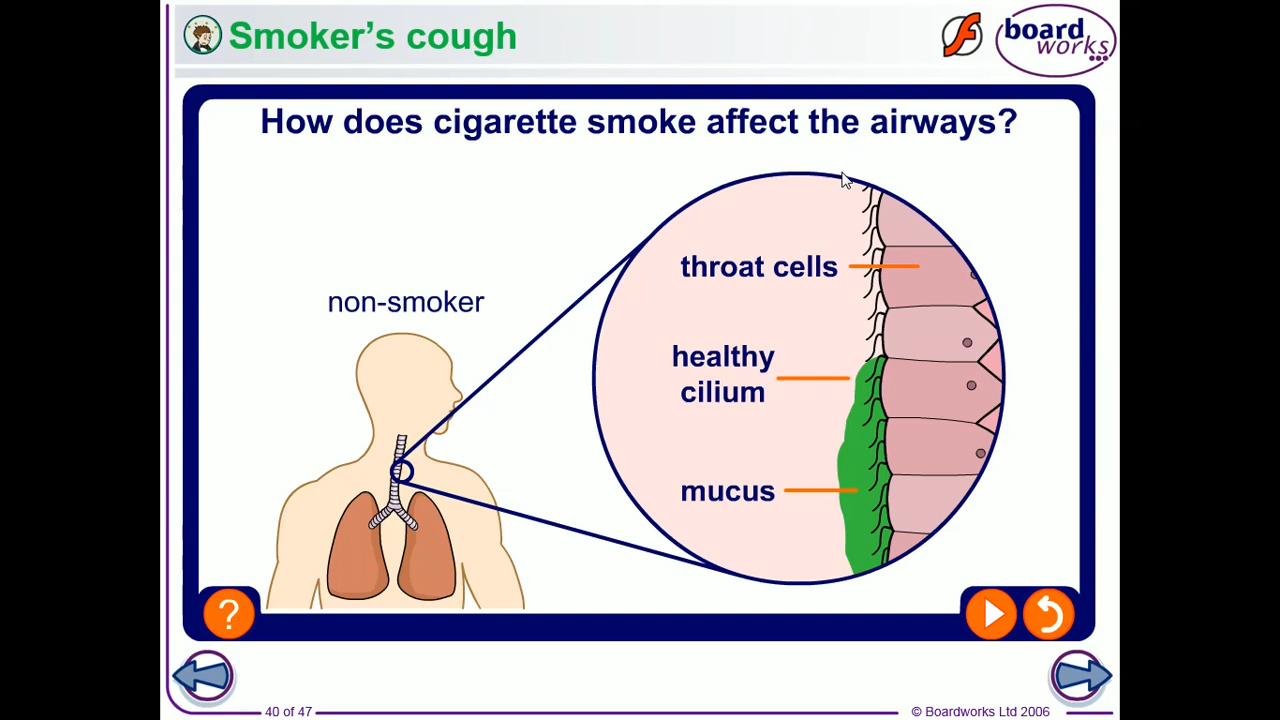 Smoker's cough
board
works
How does cigarette smoke affect the airways?
throat cells
non-smoker
healthy
cilium
mucus
?
40 of 47
© Boardworks Ltd 2006